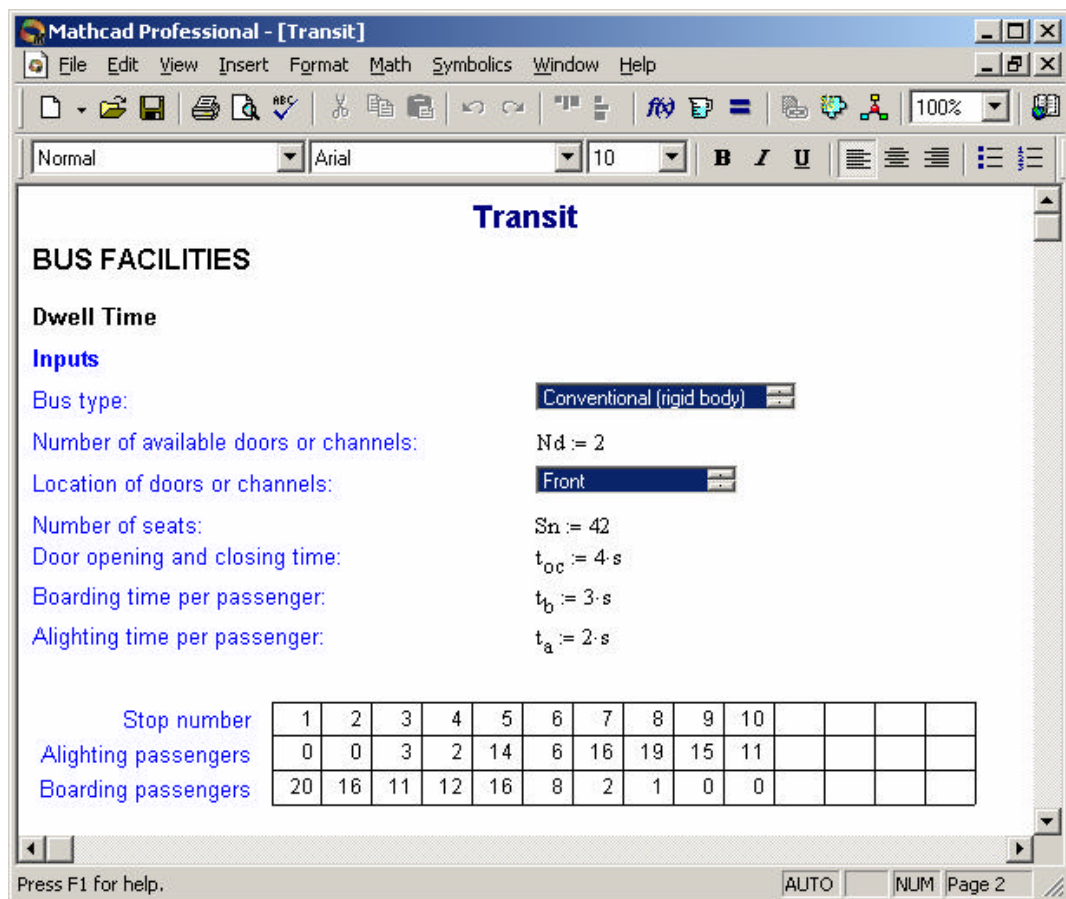 Mathcad Professional - [Transit]
File Edit View Insert Format Math Symbolics Window Help
ABC f(x) = 100%
Normal Arial 10 B I U
Transit
BUS FACILITIES
Dwell Time
Inputs
Bus type: Conventional (rigid body)
Number of available doors or channels: Nd := 2
Location of doors or channels: Front
Number of seats: Sn := 42
Door opening and closing time: t_oc := 4·s
Boarding time per passenger: t_b := 3·s
Alighting time per passenger: t_a := 2·s
Stop number 1 2 3 4 5 6 7 8 9 10
Alighting passengers 0 0 3 2 14 6 16 19 15 11
Boarding passengers 20 16 11 12 16 8 2 1 0 0
Press F1 for help. AUTO NUM Page 2